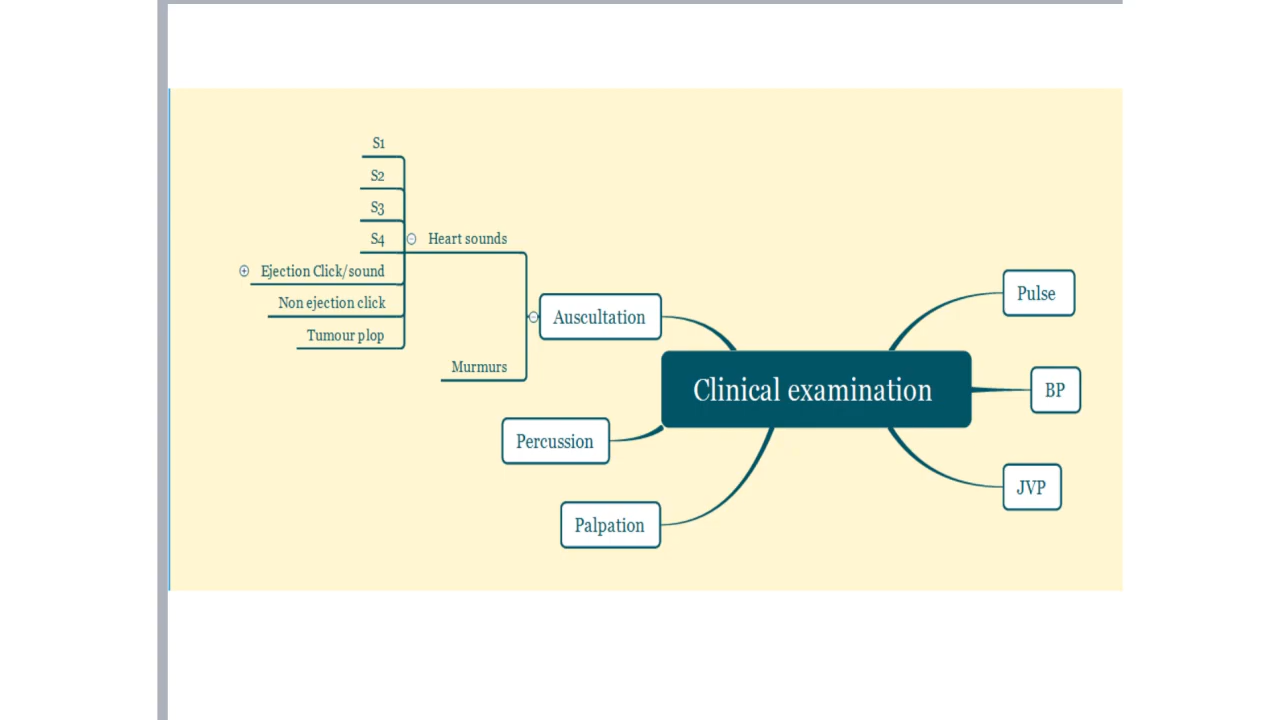 S1
S2
S3
S4
Heart sounds
Ejection Click/sound
Non ejection click
Tumour plop
Auscultation
Murmurs
Clinical examination
Percussion
Palpation
Pulse
BP
JVP